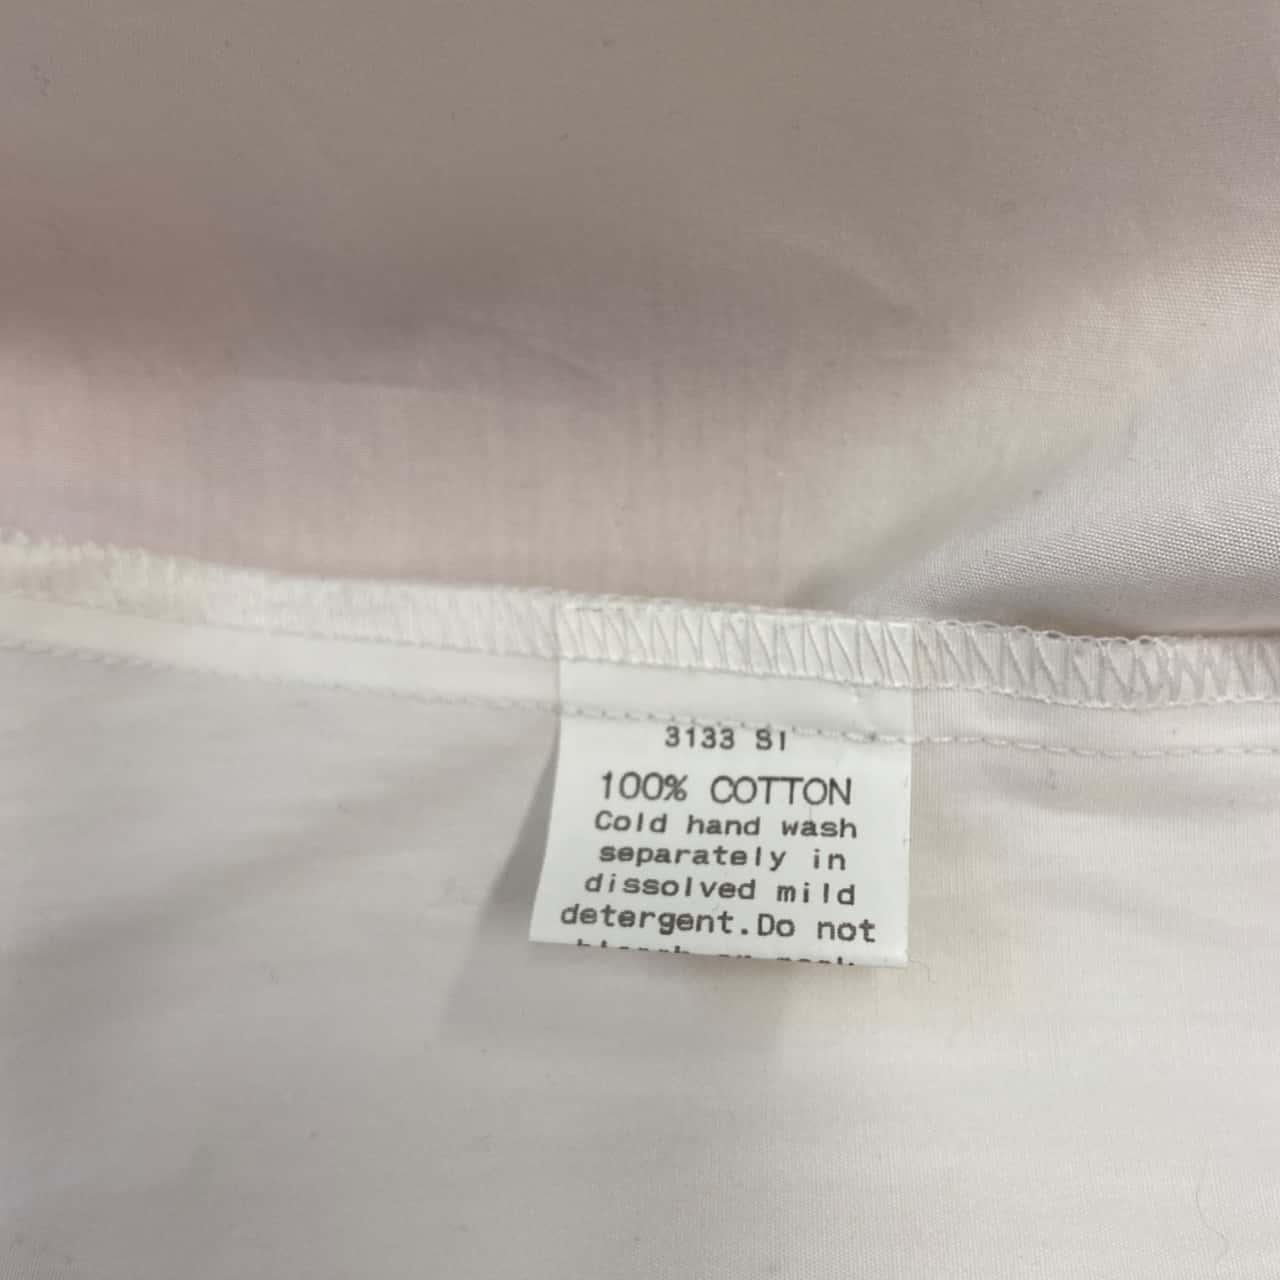 3133 SI
100% COTTON
Cold hand wash
separately in
dissolved mild
detergent.Do not